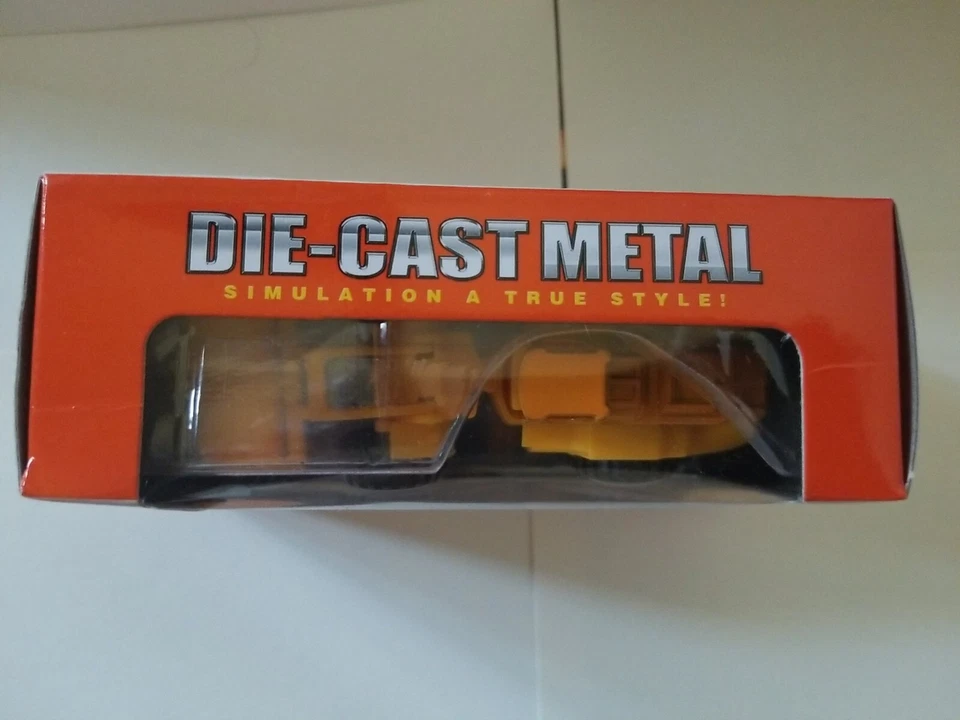 DIE-CAST METAL
SIMULATION A TRUE STYLE!